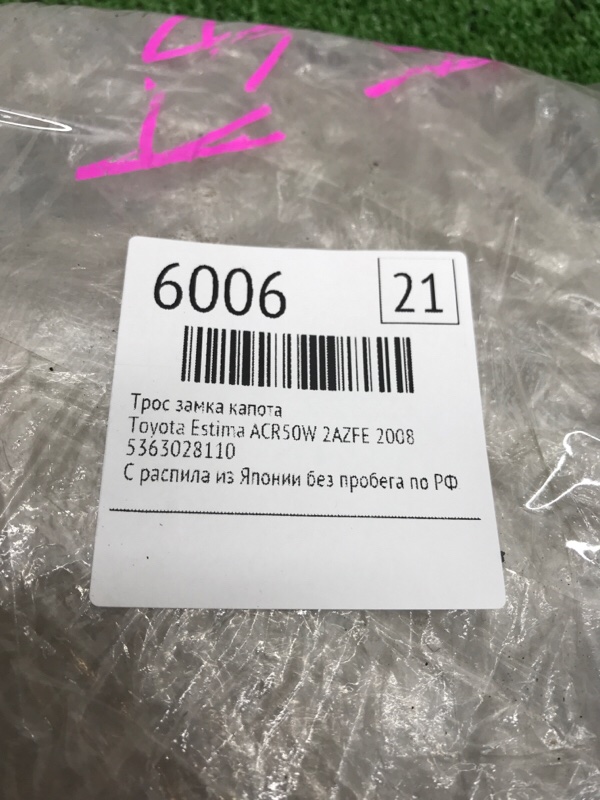 6006
21
Трос замка капота
Toyota Estima ACR50W 2AZFE 2008
5363028110
С распила из Японии без пробега по РФ